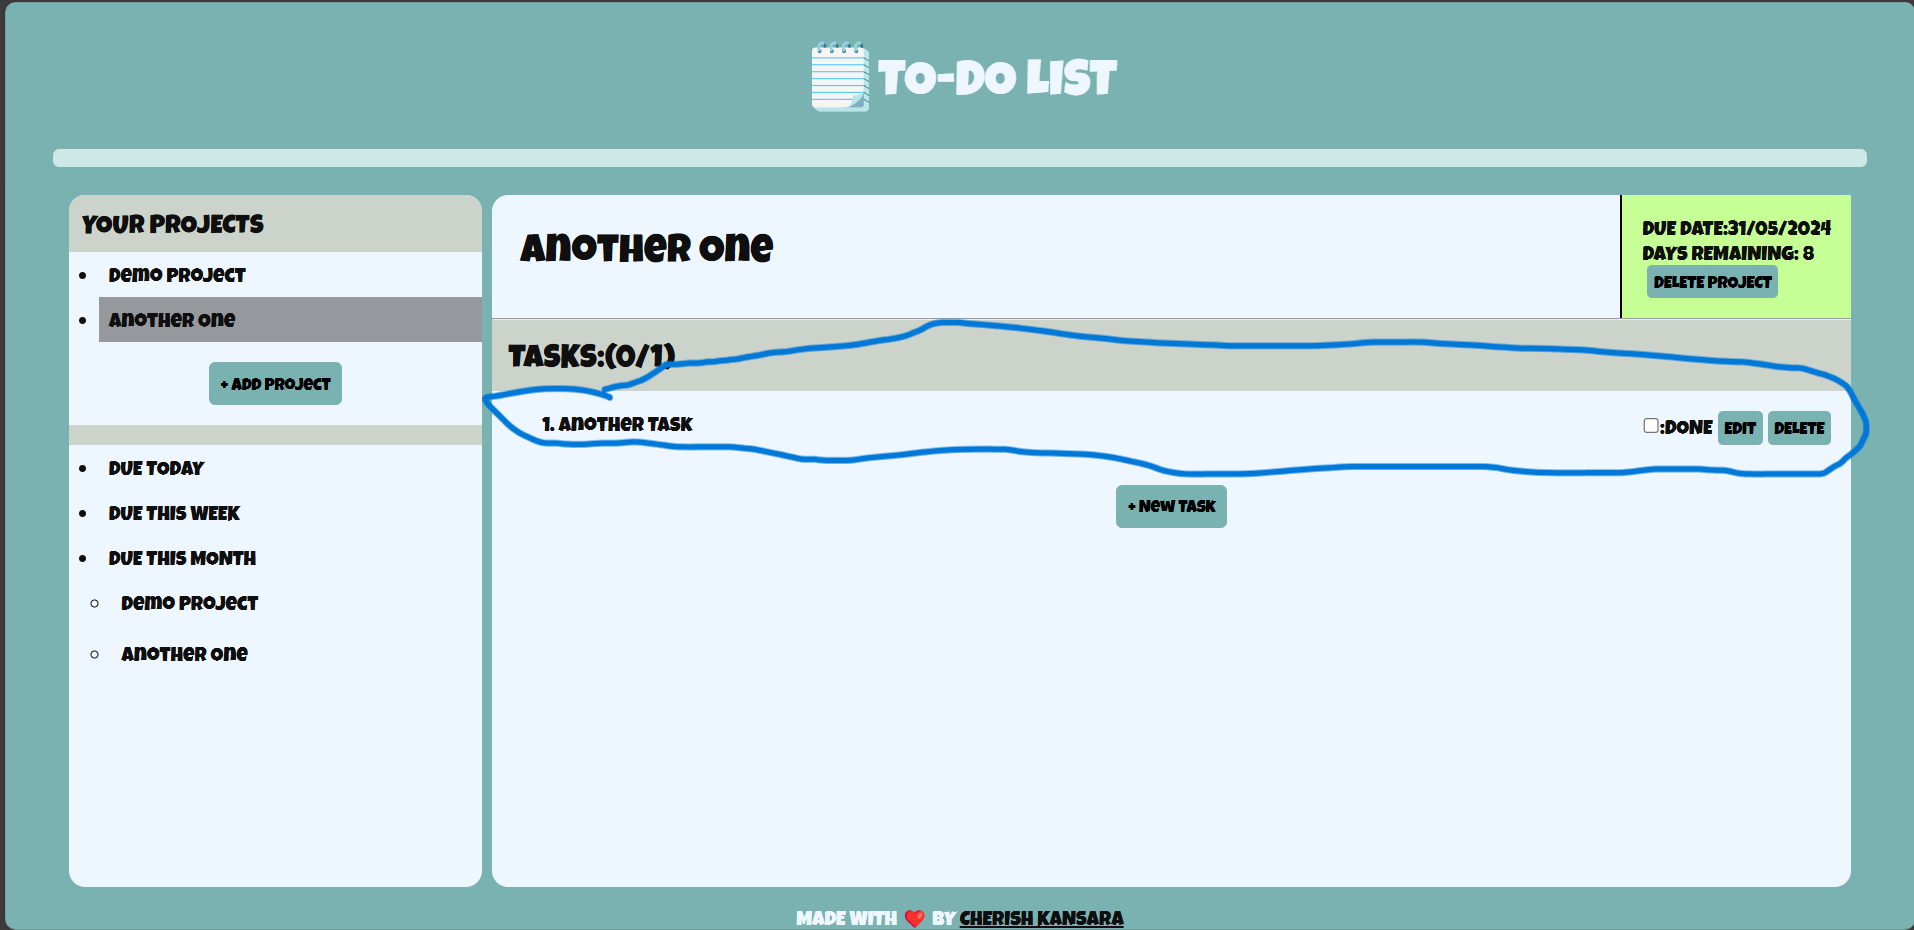 TO-DO LIST
YOUR PROJECTS
Demo Project
Another one
+ Add Project
Due Today
Due This Week
Due This Month
Demo Project
Another one
Another one
Due Date:31/05/2024
Days Remaining: 8
Delete Project
Tasks:(0/1)
1. Another Task
:Done Edit Delete
+ New Task
Made with ❤️ by Cherish Kansara